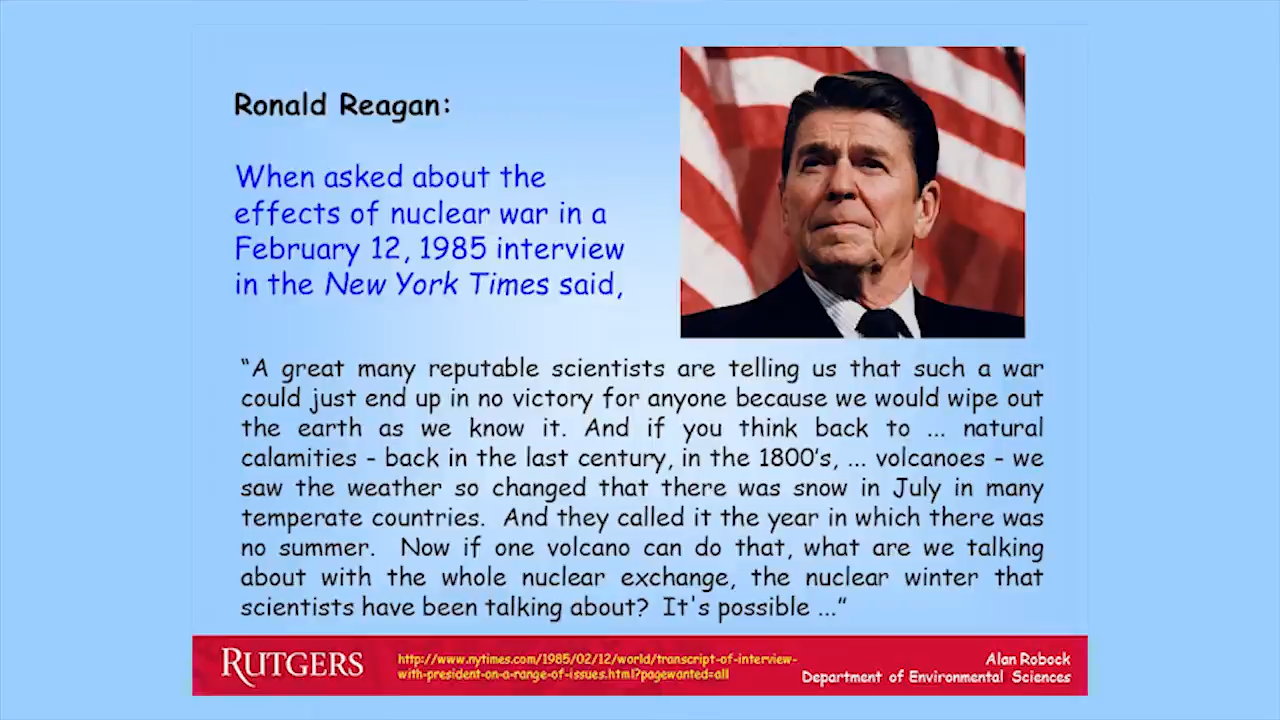 Ronald Reagan:
When asked about the
effects of nuclear war in a
February 12, 1985 interview
in the New York Times said,
“A great many reputable scientists are telling us that such a war
could just end up in no victory for anyone because we would wipe out
the earth as we know it. And if you think back to ... natural
calamities - back in the last century, in the 1800’s, ... volcanoes - we
saw the weather so changed that there was snow in July in many
temperate countries. And they called it the year in which there was
no summer. Now if one volcano can do that, what are we talking
about with the whole nuclear exchange, the nuclear winter that
scientists have been talking about? It's possible ...”
RUTGERS
http://www.nytimes.com/1985/02/12/world/transcript-of-interview-
with-president-on-a-range-of-issues.html?pagewanted=all
Alan Robock
Department of Environmental Sciences